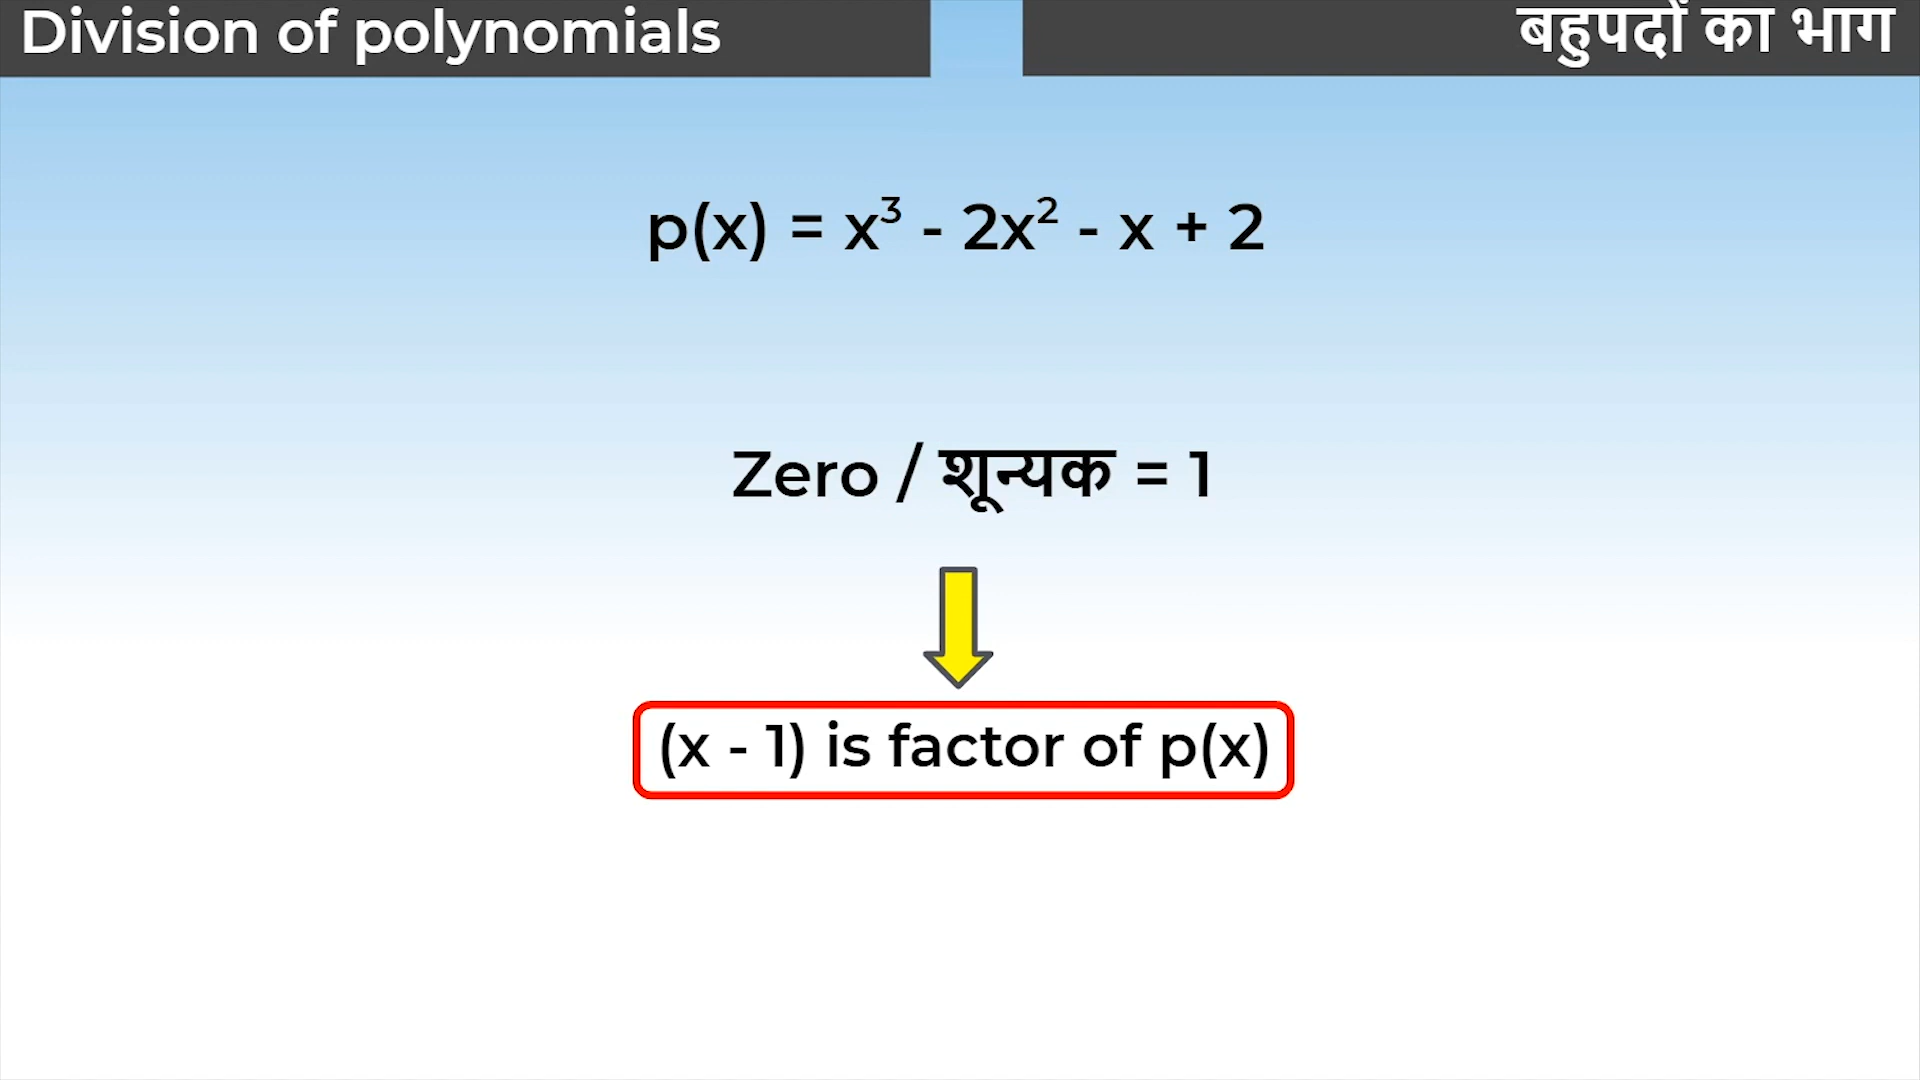 Division of polynomials
बहुपदों का भाग
p(x) = x³ - 2x² - x + 2
Zero / शून्यक = 1
(x - 1) is factor of p(x)